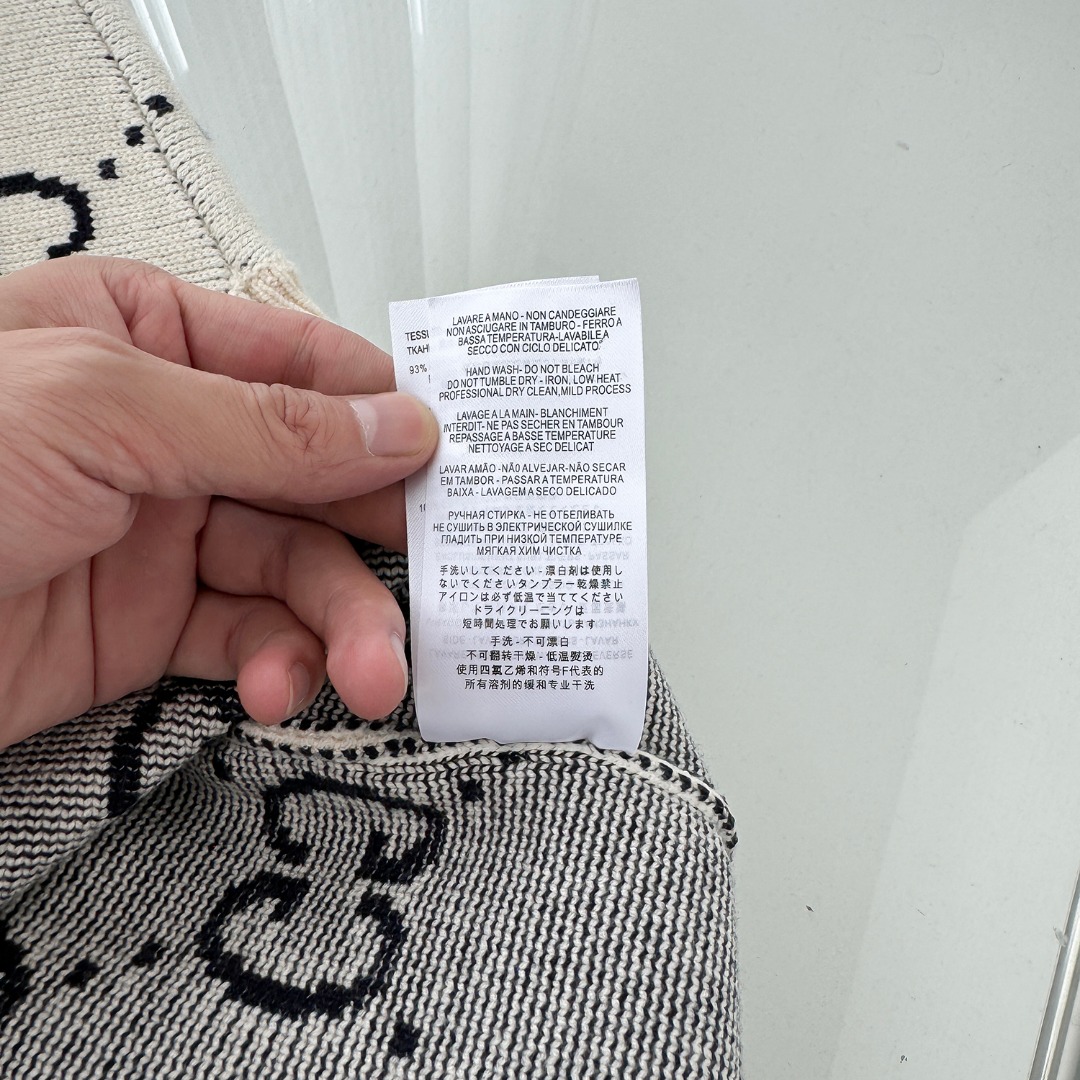 TESSU
ТКАН
93%
10
LAVARE A MANO - NON CANDEGGIARE
NON ASCIUGARE IN TAMBURO - FERRO A
BASSA TEMPERATURA-LAVABILE A
SECCO CON CICLO DELICATO
HAND WASH- DO NOT BLEACH
DO NOT TUMBLE DRY - IRON, LOW HEAT
PROFESSIONAL DRY CLEAN,MILD PROCESS
LAVAGE A LA MAIN- BLANCHIMENT
INTERDIT- NE PAS SECHER EN TAMBOUR
REPASSAGE A BASSE TEMPERATURE
NETTOYAGE A SEC DELICAT
LAVAR AMÃO - NÃ0 ALVEJAR-NÃO SECAR
EM TAMBOR - PASSAR A TEMPERATURA
BAIXA - LAVAGEM A SECO DELICADO
РУЧНАЯ СТИРКА - НЕ ОТБЕЛИВАТЬ
НЕ СУШИТЬ В ЭЛЕКТРИЧЕСКОЙ СУШИЛКЕ
ГЛАДИТЬ ПРИ НИЗКОЙ ТЕМПЕРАТУРЕ
МЯГКАЯ ХИМ ЧИСТКА
手洗いしてください - 漂白剤は使用し
ないでくださいタンブラー乾燥禁止
アイロンは必ず低温で当ててください
ドライクリーニングは
短時間処理でお願いします
手洗 - 不可漂白
不可翻转干燥 - 低温熨烫
使用四氯乙烯和符号F代表的
所有溶剂的缓和专业干洗